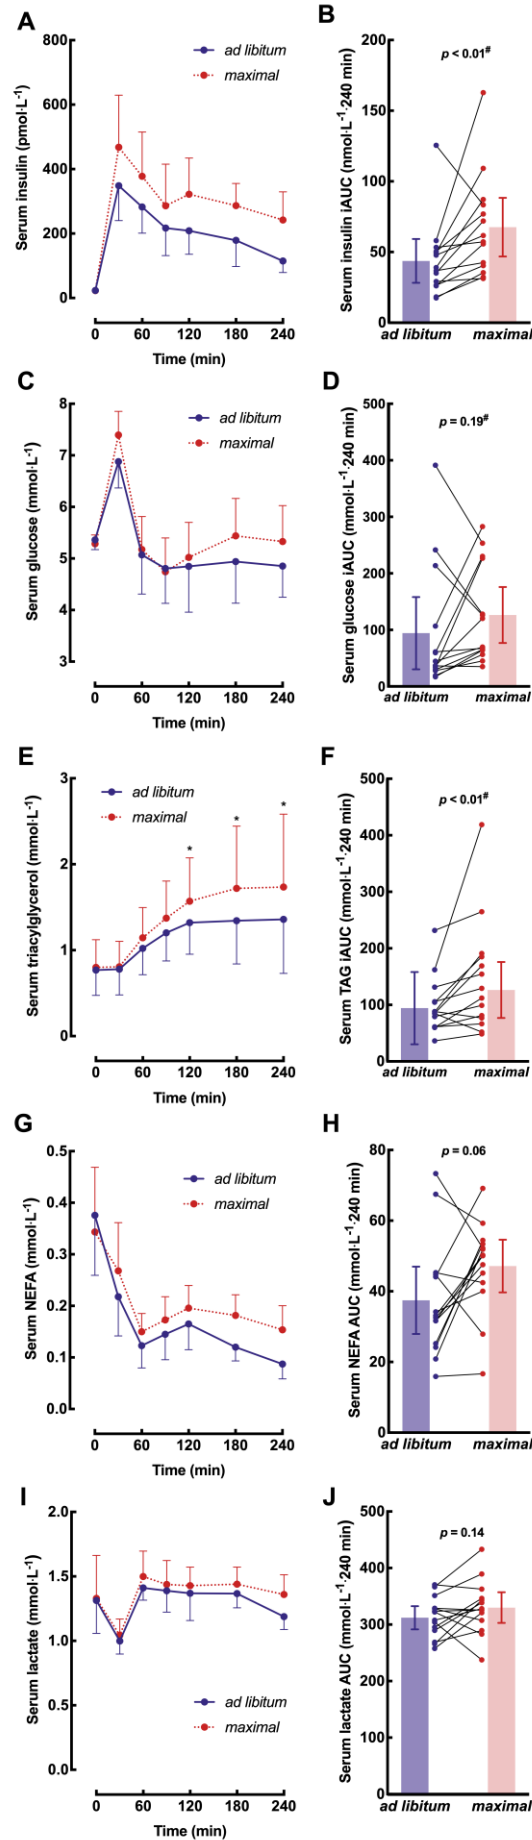 A
800
600
400
200
0
Serum insulin (pmol·L⁻¹)
ad libitum
maximal
0 60 120 180 240
Time (min)
B
200
150
100
50
0
Serum insulin iAUC (nmol·L⁻¹·240 min)
p < 0.01#
ad libitum maximal
C
8
7
6
5
4
3
Serum glucose (mmol·L⁻¹)
ad libitum
maximal
0 60 120 180 240
Time (min)
D
500
400
300
200
100
0
Serum glucose iAUC (mmol·L⁻¹·240 min)
p = 0.19#
ad libitum maximal
E
3
2
1
0
Serum triacylglycerol (mmol·L⁻¹)
ad libitum
maximal
* * *
0 60 120 180 240
Time (min)
F
500
400
300
200
100
0
Serum TAG iAUC (mmol·L⁻¹·240 min)
p < 0.01#
ad libitum maximal
G
0.5
0.4
0.3
0.2
0.1
0.0
Serum NEFA (mmol·L⁻¹)
ad libitum
maximal
0 60 120 180 240
Time (min)
H
80
60
40
20
0
Serum NEFA AUC (mmol·L⁻¹·240 min)
p = 0.06
ad libitum maximal
I
2.0
1.5
1.0
0.5
0.0
Serum lactate (mmol·L⁻¹)
ad libitum
maximal
0 60 120 180 240
Time (min)
J
500
400
300
200
100
0
Serum lactate AUC (mmol·L⁻¹·240 min)
p = 0.14
ad libitum maximal